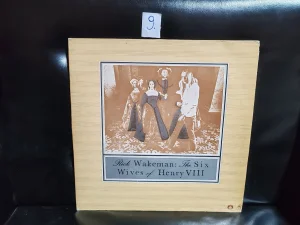 9.
Rick Wakeman: The Six
Wives of Henry VIII